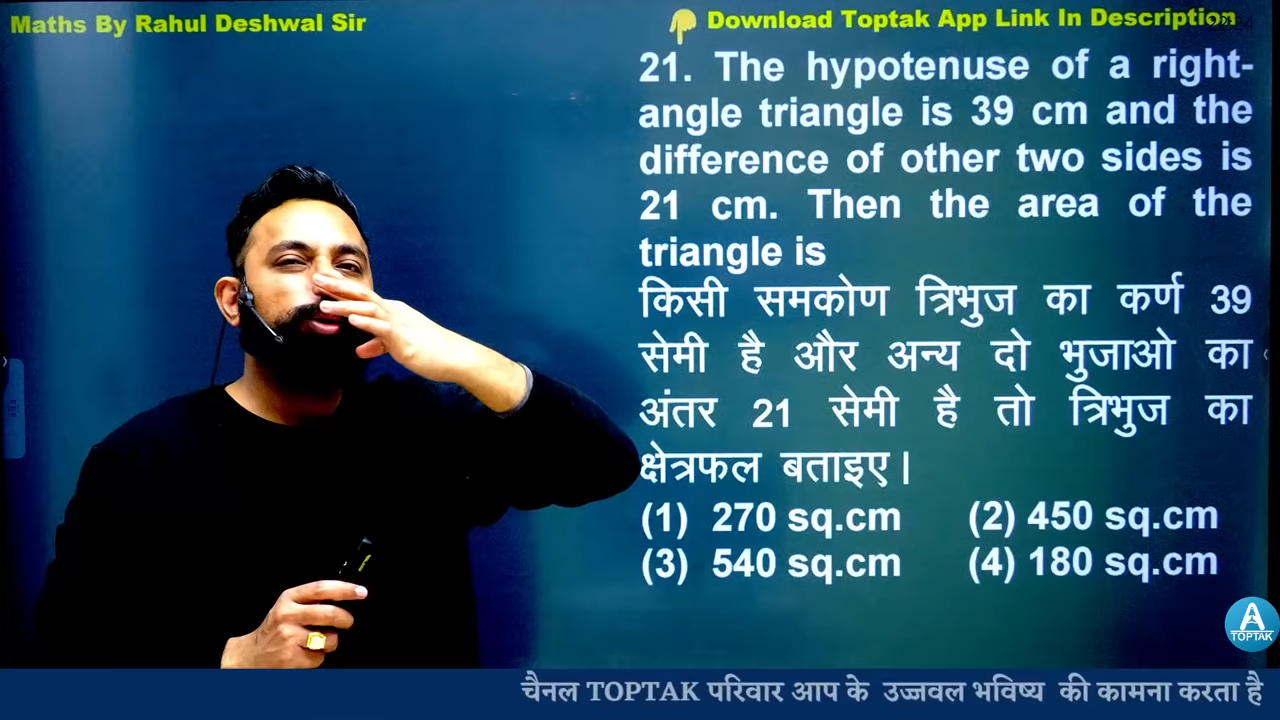 Maths By Rahul Deshwal Sir
Download Toptak App Link In Description
21. The hypotenuse of a right-
angle triangle is 39 cm and the
difference of other two sides is
21 cm. Then the area of the
triangle is
किसी समकोण त्रिभुज का कर्ण 39
सेमी है और अन्य दो भुजाओ का
अंतर 21 सेमी है तो त्रिभुज का
क्षेत्रफल बताइए।
(1) 270 sq.cm (2) 450 sq.cm
(3) 540 sq.cm (4) 180 sq.cm
A
TOPTAK
चैनल TOPTAK परिवार आप के उज्जवल भविष्य की कामना करता है